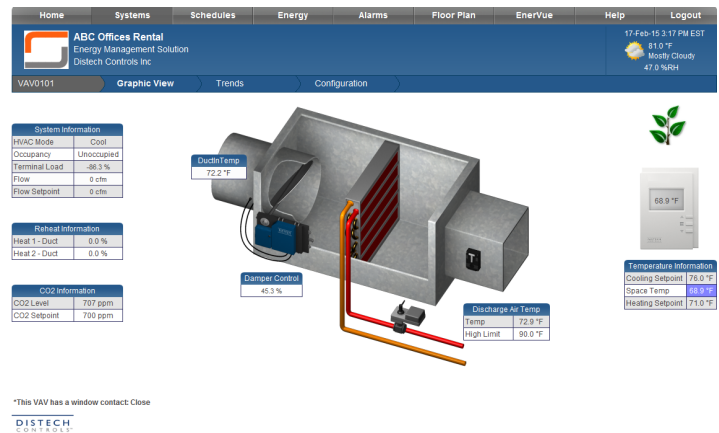 Home Systems Schedules Energy Alarms Floor Plan EnerVue Help Logout
ABC Offices Rental
Energy Management Solution
Distech Controls Inc
17-Feb-15 3:17 PM EST
81.0 °F
Mostly Cloudy
47.0 %RH
VAV0101 Graphic View Trends Configuration
System Information
HVAC Mode Cool
Occupancy Unoccupied
Terminal Load -86.3 %
Flow 0 cfm
Flow Setpoint 0 cfm
DuctInTemp
72.2 °F
68.9 °F
Reheat Information
Heat 1 - Duct 0.0 %
Heat 2 - Duct 0.0 %
T
Temperature Information
Cooling Setpoint 76.0 °F
Space Temp 68.9 °F
Heating Setpoint 71.0 °F
Damper Control
45.3 %
CO2 Information
CO2 Level 707 ppm
CO2 Setpoint 700 ppm
Discharge Air Temp
Temp 72.9 °F
High Limit 90.0 °F
*This VAV has a window contact: Close
DISTECH
CONTROLS